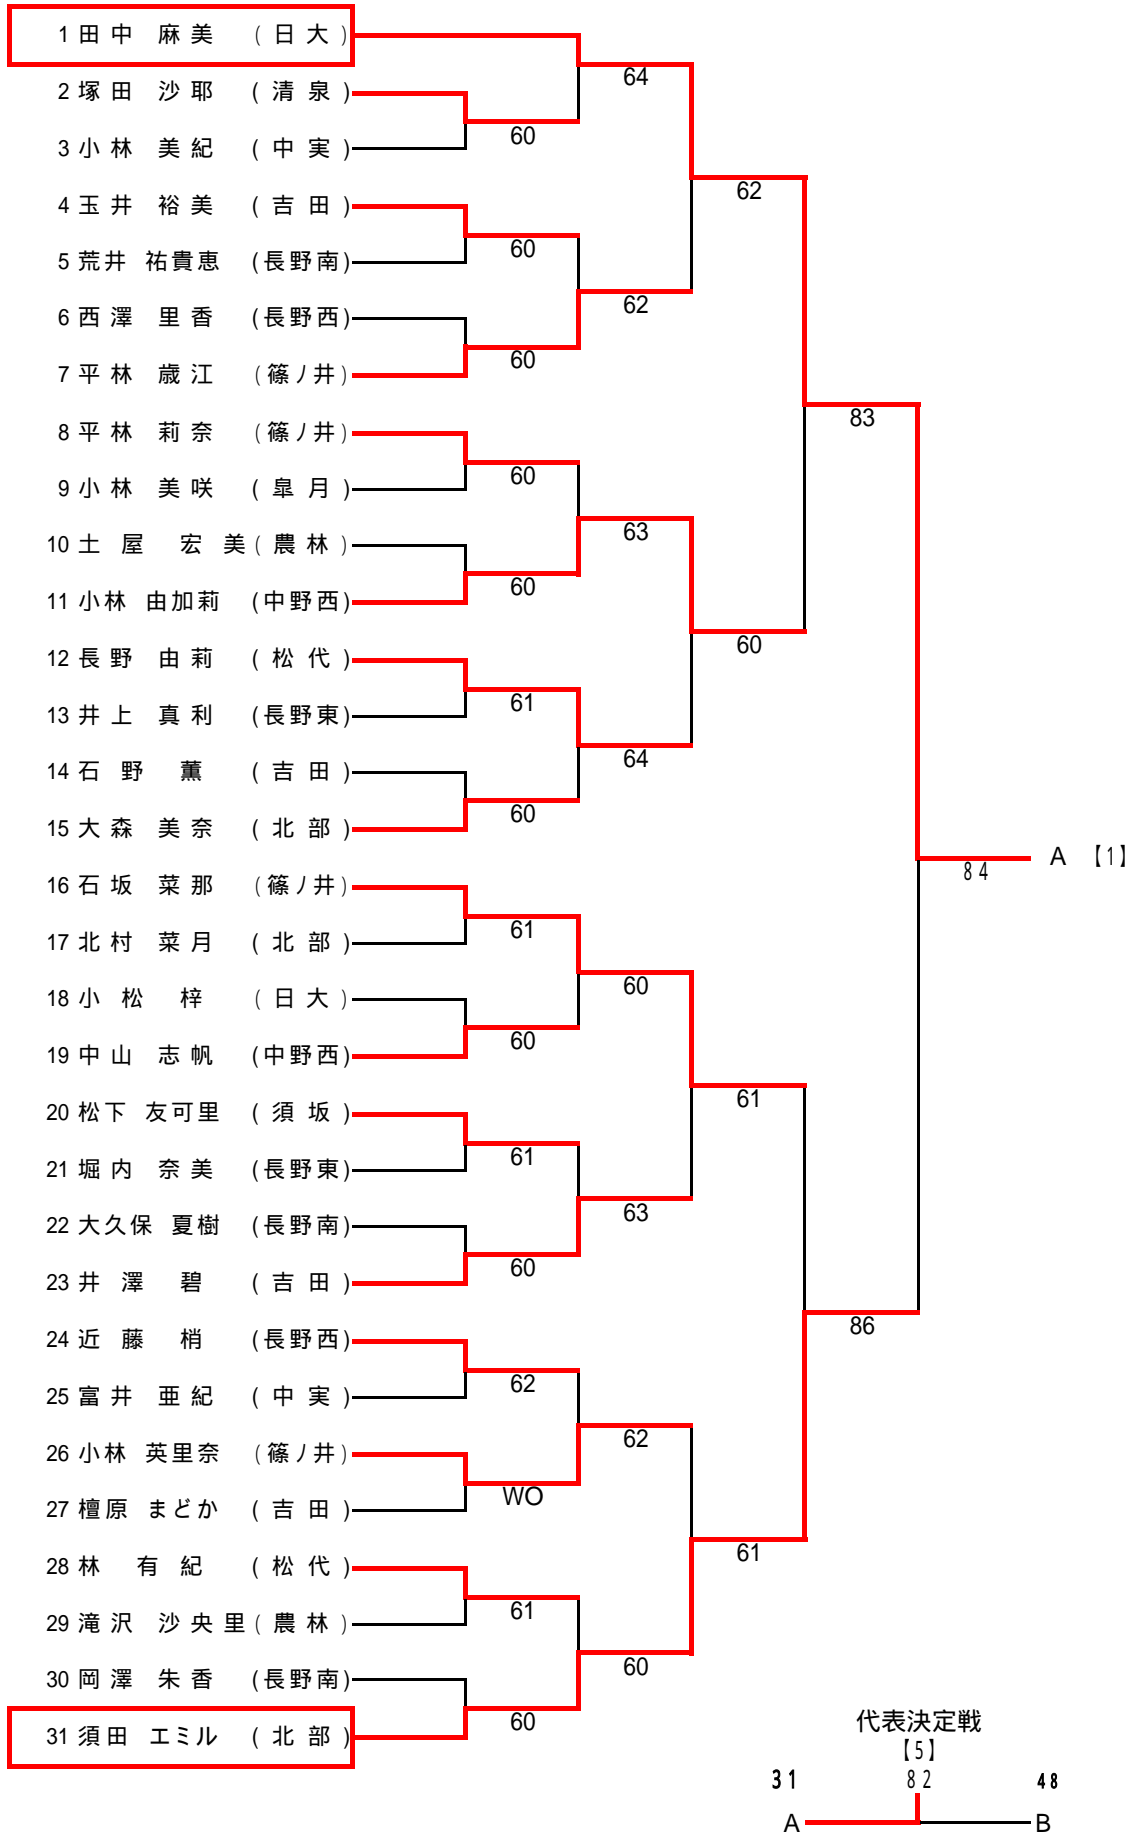 1 田中 麻美 (日大)
64
2 塚田 沙耶 (清泉)
60
3 小林 美紀 (中実)
62
4 玉井 裕美 (吉田)
60
5 荒井 祐貴恵 (長野南)
62
6 西澤 里香 (長野西)
60
7 平林 歳江 (篠ノ井)
83
8 平林 莉奈 (篠ノ井)
60
9 小林 美咲 (皐月)
63
10 土屋 宏美 (農林)
60
11 小林 由加莉 (中野西)
60
12 長野 由莉 (松代)
61
13 井上 真利 (長野東)
64
14 石野 薫 (吉田)
60
15 大森 美奈 (北部)
A 【1】
84
16 石坂 菜那 (篠ノ井)
61
17 北村 菜月 (北部)
60
18 小松 梓 (日大)
60
19 中山 志帆 (中野西)
61
20 松下 友可里 (須坂)
61
21 堀内 奈美 (長野東)
63
22 大久保 夏樹 (長野南)
60
23 井澤 碧 (吉田)
86
24 近藤 梢 (長野西)
62
25 富井 亜紀 (中実)
62
26 小林 英里奈 (篠ノ井)
WO
27 檀原 まどか (吉田)
61
28 林 有紀 (松代)
61
29 滝沢 沙央里 (農林)
60
30 岡澤 朱香 (長野南)
60
31 須田 エミル (北部)
代表決定戦
【5】
31 82 48
A B